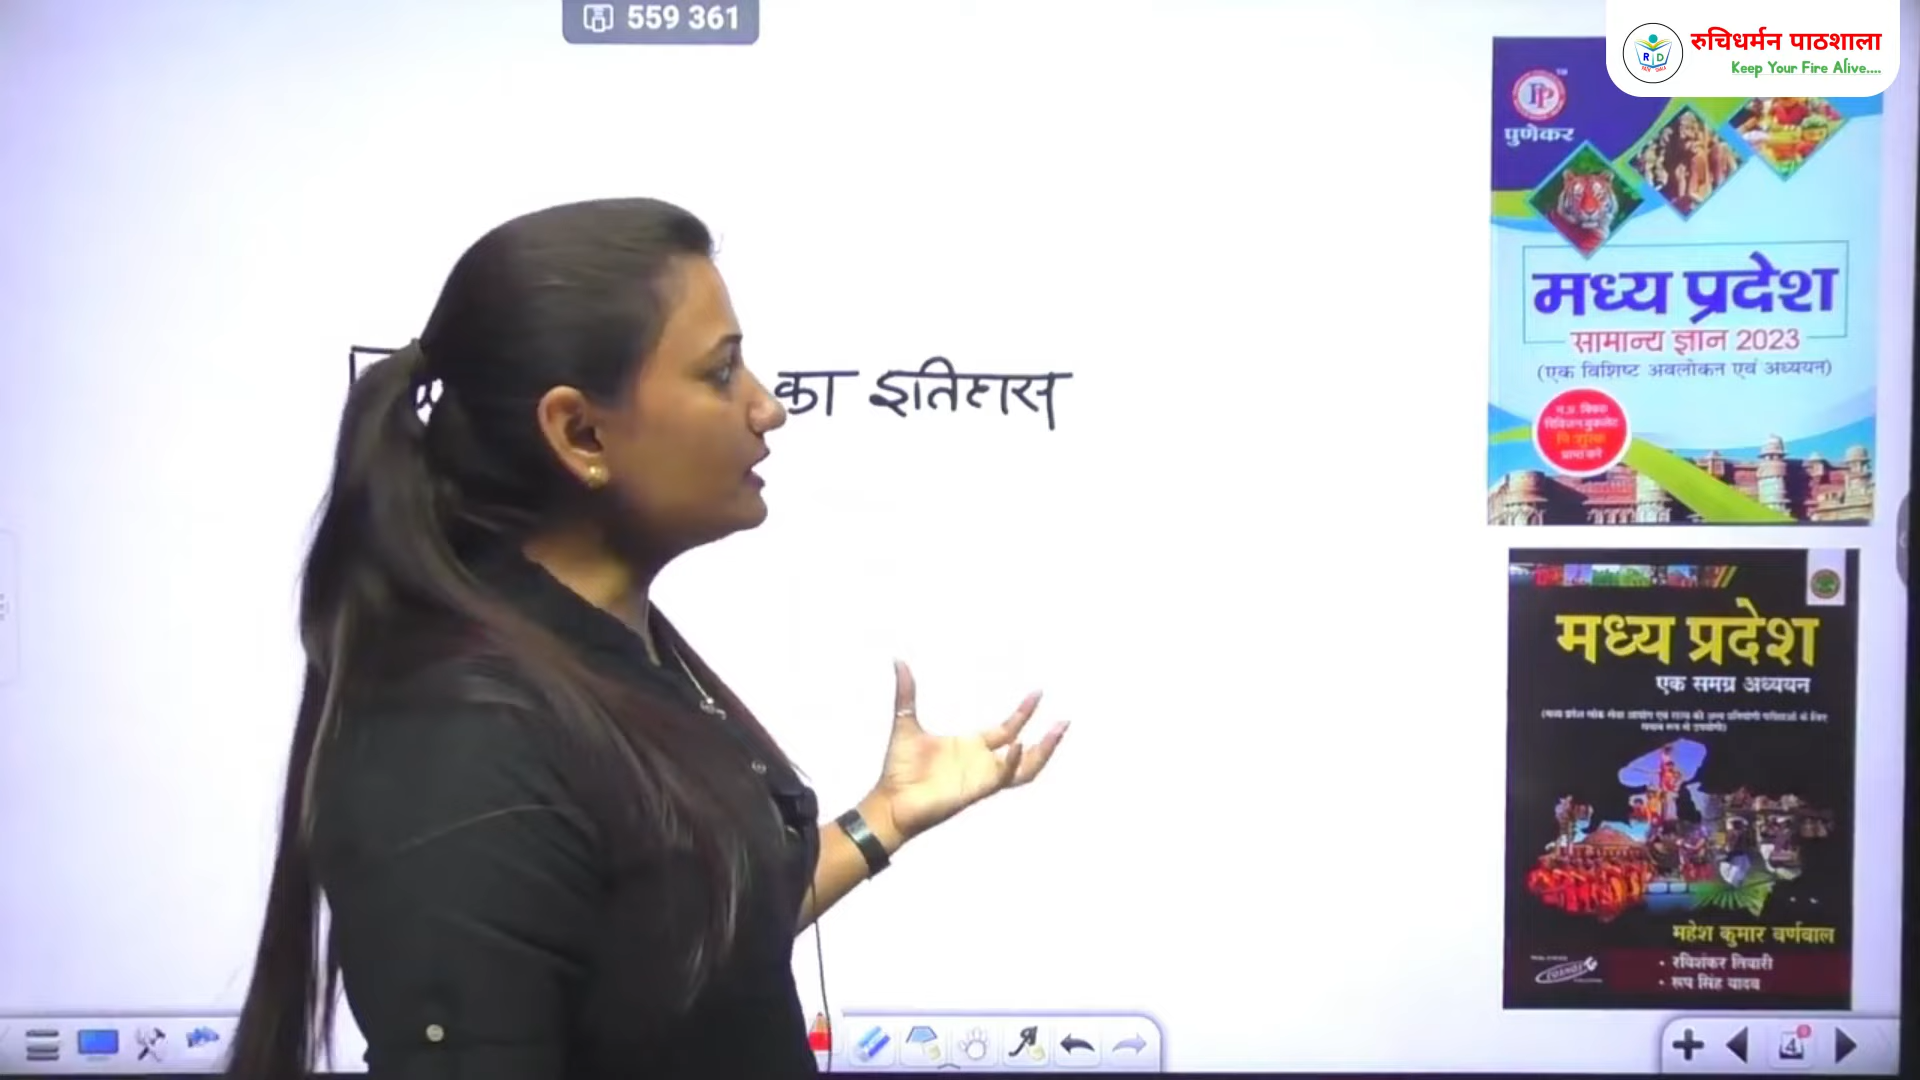 559 361
रुचिधर्मन पाठशाला
Keep Your Fire Alive....
का इतिहास
पुणेकर
मध्य प्रदेश
सामान्य ज्ञान 2023
(एक विशिष्ट अवलोकन एवं अध्ययन)
मध्य प्रदेश
एक समग्र अध्ययन
महेश कुमार वर्णवाल
• रविशंकर तिवारी
• रूप सिंह यादव
4